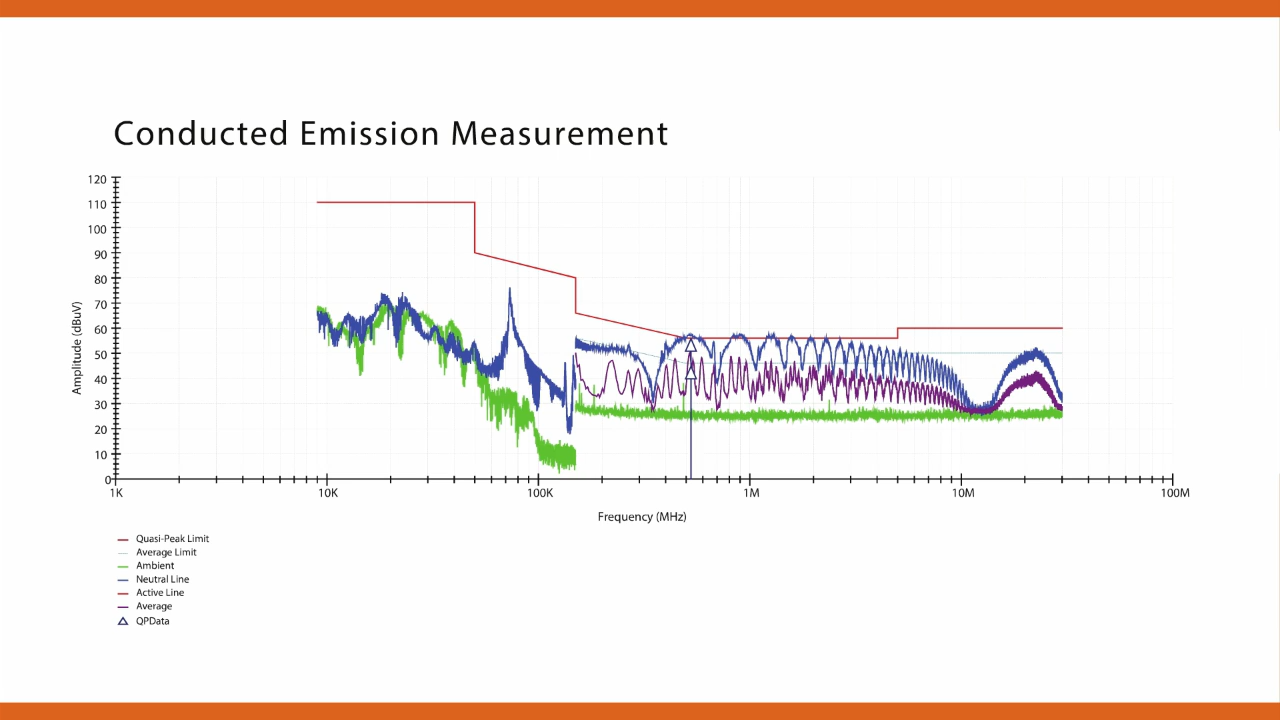 Conducted Emission Measurement
120
110
100
90
80
70
60
50
40
30
20
10
0
Amplitude (dBuV)
1K 10K 100K 1M 10M 100M
Frequency (MHz)
Quasi-Peak Limit
Average Limit
Ambient
Neutral Line
Active Line
Average
QPData